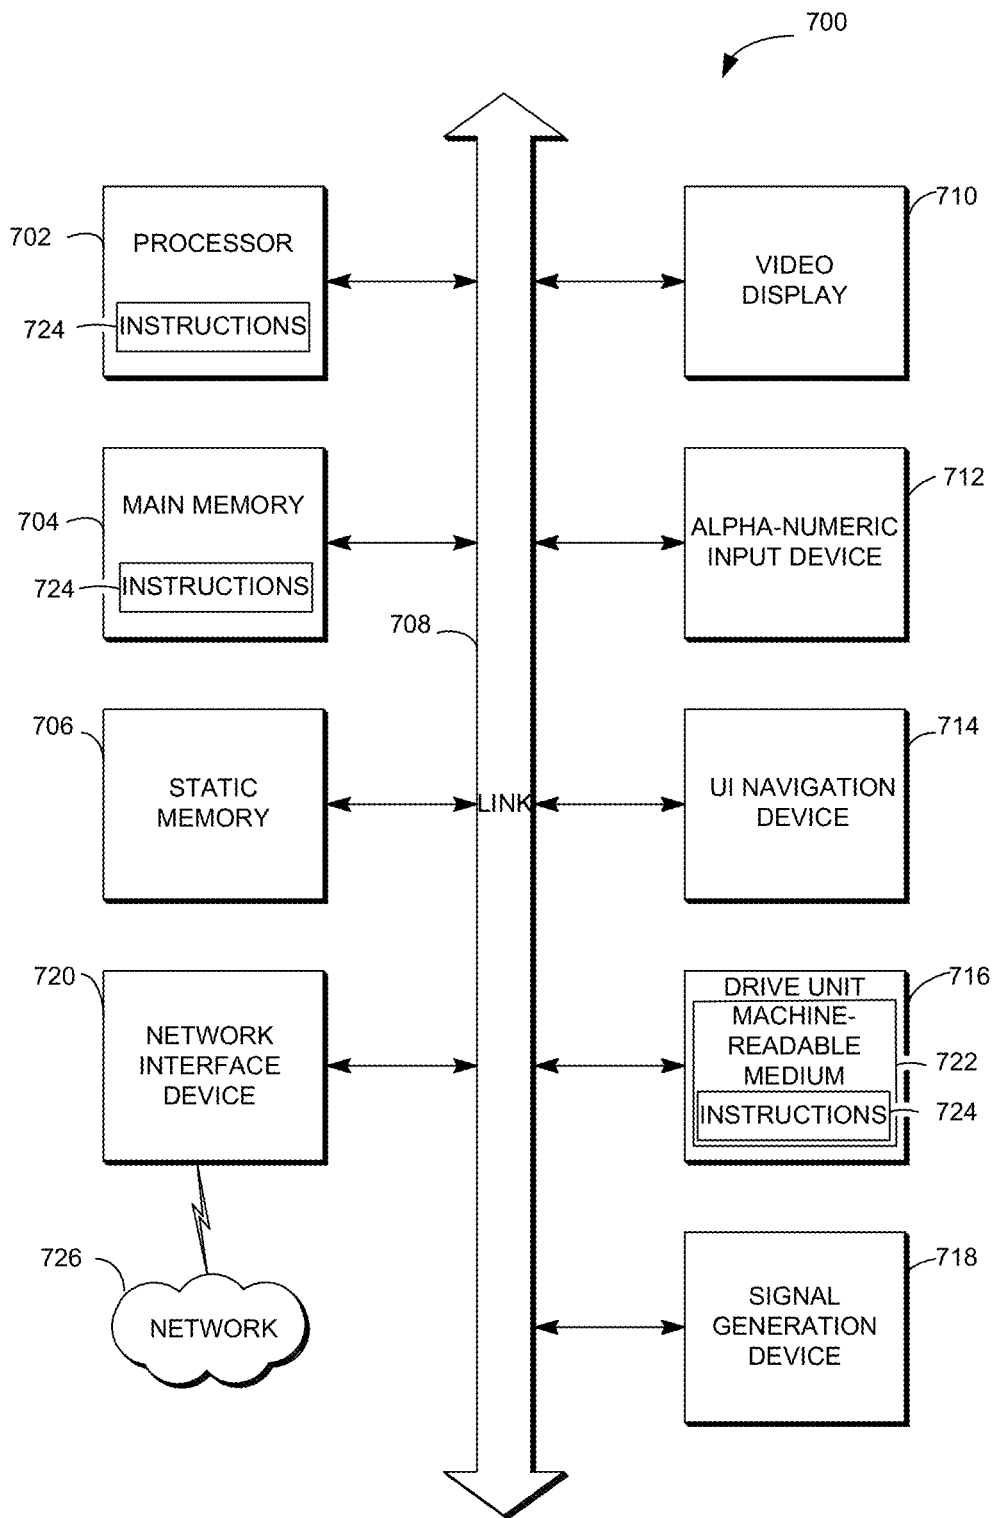 700
702
PROCESSOR
724
INSTRUCTIONS
710
VIDEO
DISPLAY
704
MAIN MEMORY
724
INSTRUCTIONS
712
ALPHA-NUMERIC
INPUT DEVICE
708
LINK
706
STATIC
MEMORY
714
UI NAVIGATION
DEVICE
720
NETWORK
INTERFACE
DEVICE
716
DRIVE UNIT
MACHINE-
READABLE
MEDIUM
722
INSTRUCTIONS
724
726
NETWORK
718
SIGNAL
GENERATION
DEVICE